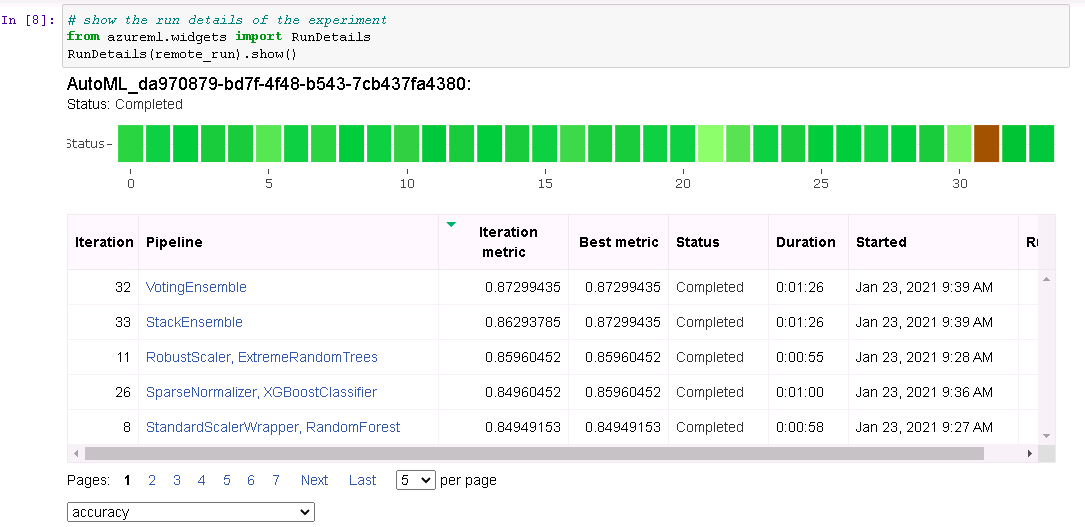 In [8]: # show the run details of the experiment
from azureml.widgets import RunDetails
RunDetails(remote_run).show()
AutoML_da970879-bd7f-4f48-b543-7cb437fa4380:
Status: Completed
Status
0 5 10 15 20 25 30
Iteration Pipeline Iteration metric Best metric Status Duration Started
32 VotingEnsemble 0.87299435 0.87299435 Completed 0:01:26 Jan 23, 2021 9:39 AM
33 StackEnsemble 0.86293785 0.87299435 Completed 0:01:26 Jan 23, 2021 9:39 AM
11 RobustScaler, ExtremeRandomTrees 0.85960452 0.85960452 Completed 0:00:55 Jan 23, 2021 9:28 AM
26 SparseNormalizer, XGBoostClassifier 0.84960452 0.85960452 Completed 0:01:00 Jan 23, 2021 9:36 AM
8 StandardScalerWrapper, RandomForest 0.84949153 0.84949153 Completed 0:00:58 Jan 23, 2021 9:27 AM
Pages: 1 2 3 4 5 6 7 Next Last 5 per page
accuracy